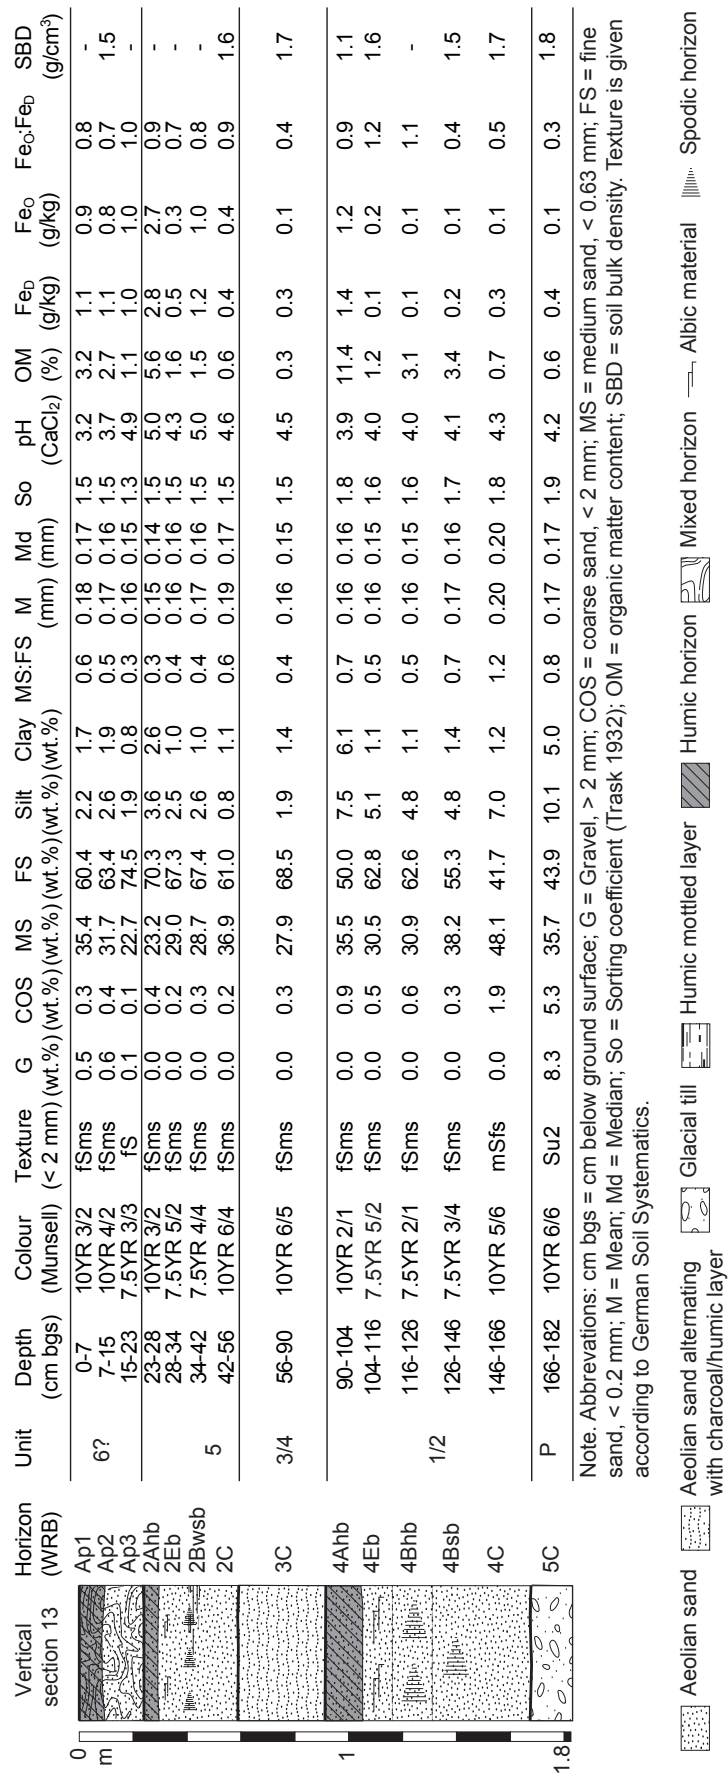 Vertical section 13 Horizon (WRB) Unit Depth (cm bgs) Colour (Munsell) Texture (< 2 mm) G (wt.%) COS (wt.%) MS (wt.%) FS (wt.%) Silt (wt.%) Clay (wt.%) MS:FS M (mm) Md (mm) So pH (CaCl₂) OM (%) Fe_D (g/kg) Fe_O (g/kg) Fe_O:Fe_D SBD (g/cm³)
0
m
1
1.8
Ap1 6? 0-7 10YR 3/2 fSms 0.5 0.3 35.4 60.4 2.2 1.7 0.6 0.18 0.17 1.5 3.2 3.2 1.1 0.9 0.8 -
Ap2 7-15 10YR 4/2 fSms 0.6 0.4 31.7 63.4 2.6 1.9 0.5 0.17 0.16 1.5 3.7 2.7 1.1 0.8 0.7 1.5
Ap3 15-23 7.5YR 3/3 fS 0.1 0.1 22.7 74.5 1.9 0.8 0.3 0.16 0.15 1.3 4.9 1.1 1.0 1.0 1.0 -
2Ahb 5 23-28 10YR 3/2 fSms 0.0 0.4 23.2 70.3 3.6 2.6 0.3 0.15 0.14 1.5 5.0 5.6 2.8 2.7 0.9 -
2Eb 28-34 7.5YR 5/2 fSms 0.0 0.2 29.0 67.3 2.5 1.0 0.4 0.16 0.16 1.5 4.3 1.6 0.5 0.3 0.7 -
2Bwsb 34-42 7.5YR 4/4 fSms 0.0 0.3 28.7 67.4 2.6 1.0 0.4 0.17 0.16 1.5 5.0 1.5 1.2 1.0 0.8 -
2C 42-56 10YR 6/4 fSms 0.0 0.2 36.9 61.0 0.8 1.1 0.6 0.19 0.17 1.5 4.6 0.6 0.4 0.4 0.9 1.6
3C 3/4 56-90 10YR 6/5 fSms 0.0 0.3 27.9 68.5 1.9 1.4 0.4 0.16 0.15 1.5 4.5 0.3 0.3 0.1 0.4 1.7
4Ahb 1/2 90-104 10YR 2/1 fSms 0.0 0.9 35.5 50.0 7.5 6.1 0.7 0.16 0.16 1.8 3.9 11.4 1.4 1.2 0.9 1.1
4Eb 104-116 7.5YR 5/2 fSms 0.0 0.5 30.5 62.8 5.1 1.1 0.5 0.16 0.15 1.6 4.0 1.2 0.1 0.2 1.2 1.6
4Bhb 116-126 7.5YR 2/1 fSms 0.0 0.6 30.9 62.6 4.8 1.1 0.5 0.16 0.15 1.6 4.0 3.1 0.1 0.1 1.1 -
4Bsb 126-146 7.5YR 3/4 fSms 0.0 0.3 38.2 55.3 4.8 1.4 0.7 0.17 0.16 1.7 4.1 3.4 0.2 0.1 0.4 1.5
4C 146-166 10YR 5/6 mSfs 0.0 1.9 48.1 41.7 7.0 1.2 1.2 0.20 0.20 1.8 4.3 0.7 0.3 0.1 0.5 1.7
5C P 166-182 10YR 6/6 Su2 8.3 5.3 35.7 43.9 10.1 5.0 0.8 0.17 0.17 1.9 4.2 0.6 0.4 0.1 0.3 1.8
Note. Abbrevations: cm bgs = cm below ground surface; G = Gravel, > 2 mm; COS = coarse sand, < 2 mm; MS = medium sand, < 0.63 mm; FS = fine
sand, < 0.2 mm; M = Mean; Md = Median; So = Sorting coefficient (Trask 1932); OM = organic matter content; SBD = soil bulk density. Texture is given
according to German Soil Systematics.
Aeolian sand Aeolian sand alternating with charcoal/humic layer Glacial till Humic mottled layer Humic horizon Mixed horizon Albic material Spodic horizon